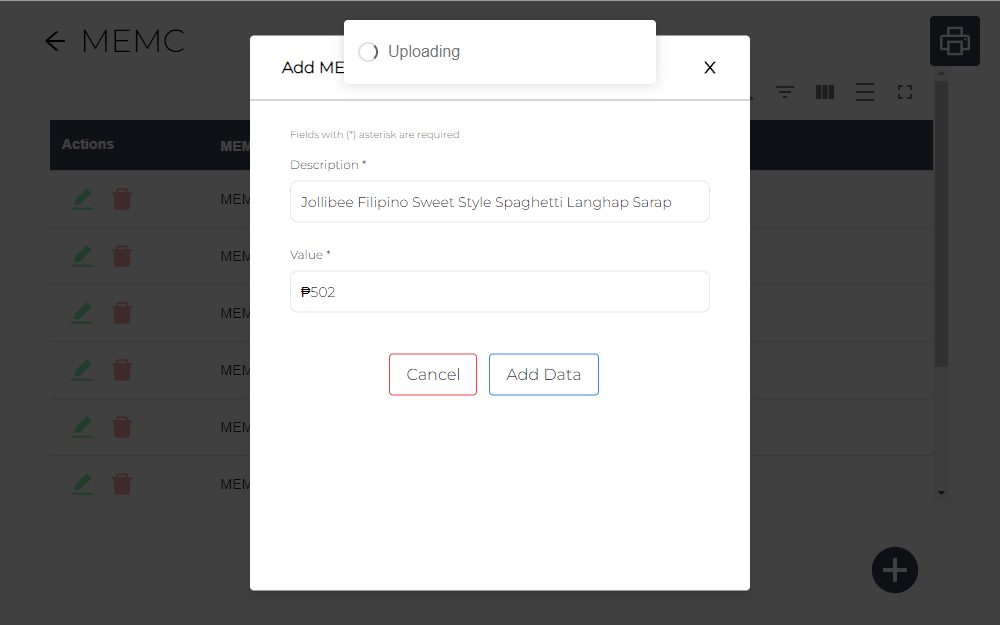 MEMC
Uploading
Add ME
X
Actions
MEM
Fields with (*) asterisk are required
Description *
Jollibee Filipino Sweet Style Spaghetti Langhap Sarap
Value *
₱502
Cancel
Add Data
MEM
MEM
MEM
MEM
MEM
MEM